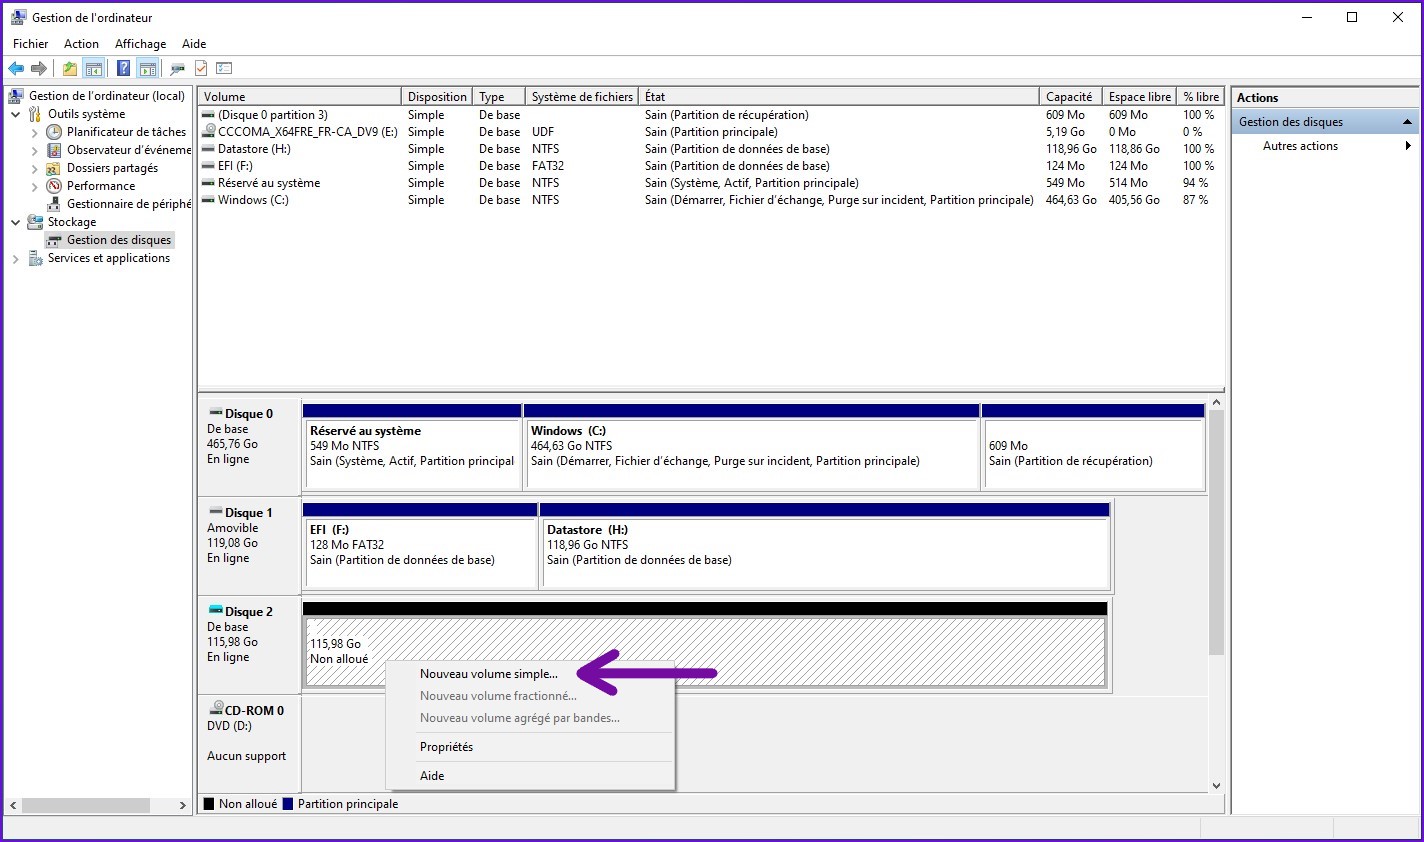 Gestion de l'ordinateur
Fichier Action Affichage Aide
Gestion de l'ordinateur (local)
Outils système
Planificateur de tâches
Observateur d'événeme
Dossiers partagés
Performance
Gestionnaire de périphé
Stockage
Gestion des disques
Services et applications
Volume Disposition Type Système de fichiers État Capacité Espace libre % libre
(Disque 0 partition 3) Simple De base Sain (Partition de récupération) 609 Mo 609 Mo 100 %
CCCOMA_X64FRE_FR-CA_DV9 (E:) Simple De base UDF Sain (Partition principale) 5,19 Go 0 Mo 0 %
Datastore (H:) Simple De base NTFS Sain (Partition de données de base) 118,96 Go 118,86 Go 100 %
EFI (F:) Simple De base FAT32 Sain (Partition de données de base) 124 Mo 124 Mo 100 %
Réservé au système Simple De base NTFS Sain (Système, Actif, Partition principale) 549 Mo 514 Mo 94 %
Windows (C:) Simple De base NTFS Sain (Démarrer, Fichier d'échange, Purge sur incident, Partition principale) 464,63 Go 405,56 Go 87 %
Actions
Gestion des disques
Autres actions
Disque 0
De base
465,76 Go
En ligne
Réservé au système
549 Mo NTFS
Sain (Système, Actif, Partition principal
Windows (C:)
464,63 Go NTFS
Sain (Démarrer, Fichier d'échange, Purge sur incident, Partition principale)
609 Mo
Sain (Partition de récupération)
Disque 1
Amovible
119,08 Go
En ligne
EFI (F:)
128 Mo FAT32
Sain (Partition de données de base)
Datastore (H:)
118,96 Go NTFS
Sain (Partition de données de base)
Disque 2
De base
115,98 Go
En ligne
115,98 Go
Non alloué
Nouveau volume simple...
Nouveau volume fractionné...
Nouveau volume agrégé par bandes...
Propriétés
Aide
CD-ROM 0
DVD (D:)
Aucun support
Non alloué Partition principale